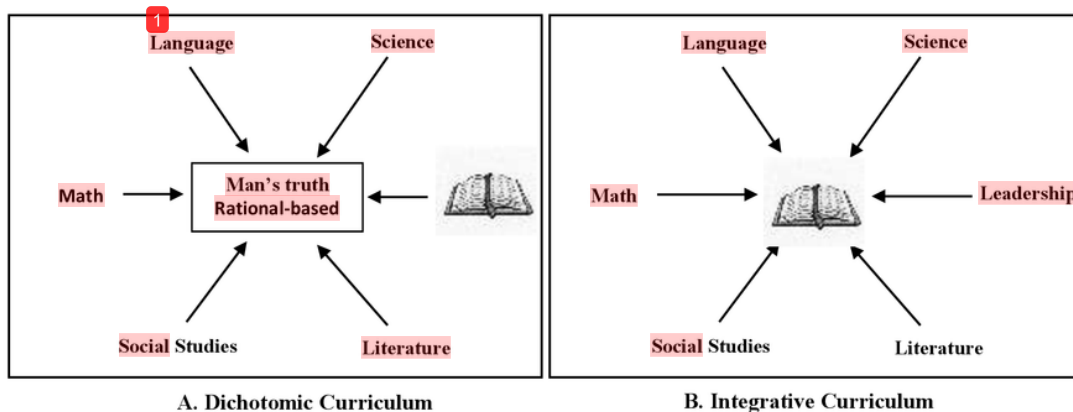 1
Language
Science
Math
Man's truth
Rational-based
Social Studies
Literature
A. Dichotomic Curriculum
Language
Science
Math
Leadership
Social Studies
Literature
B. Integrative Curriculum